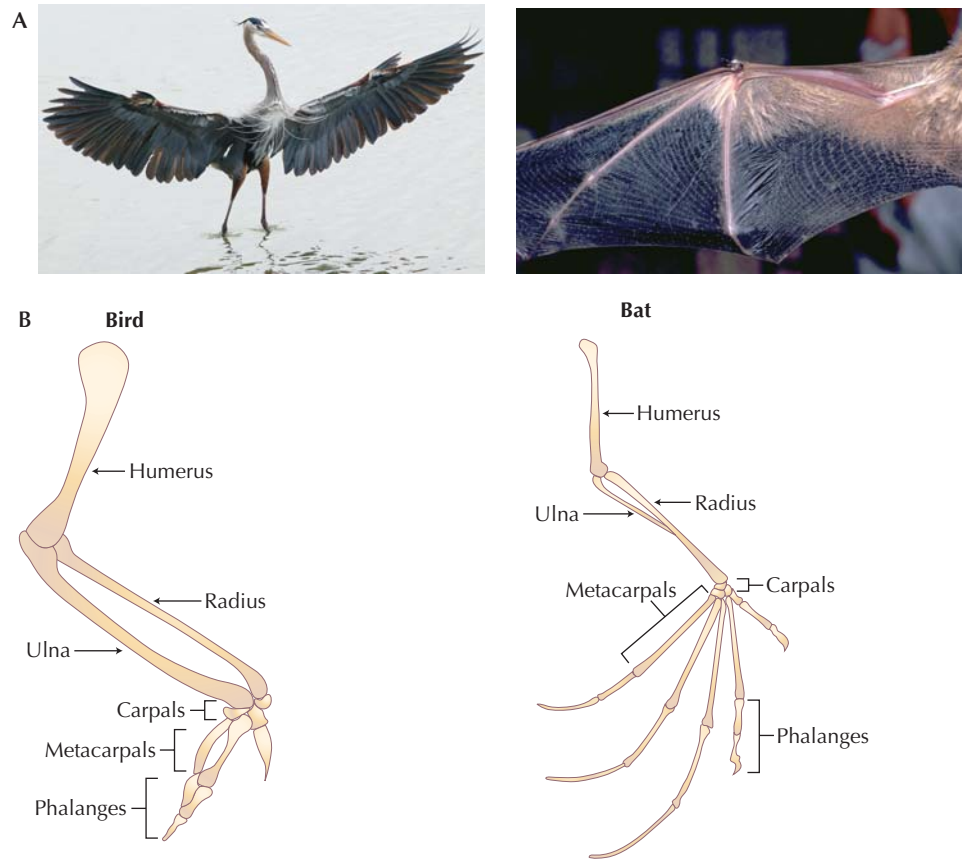 A
B
Bird
Humerus
Radius
Ulna
Carpals
Metacarpals
Phalanges
Bat
Humerus
Radius
Ulna
Metacarpals
Carpals
Phalanges